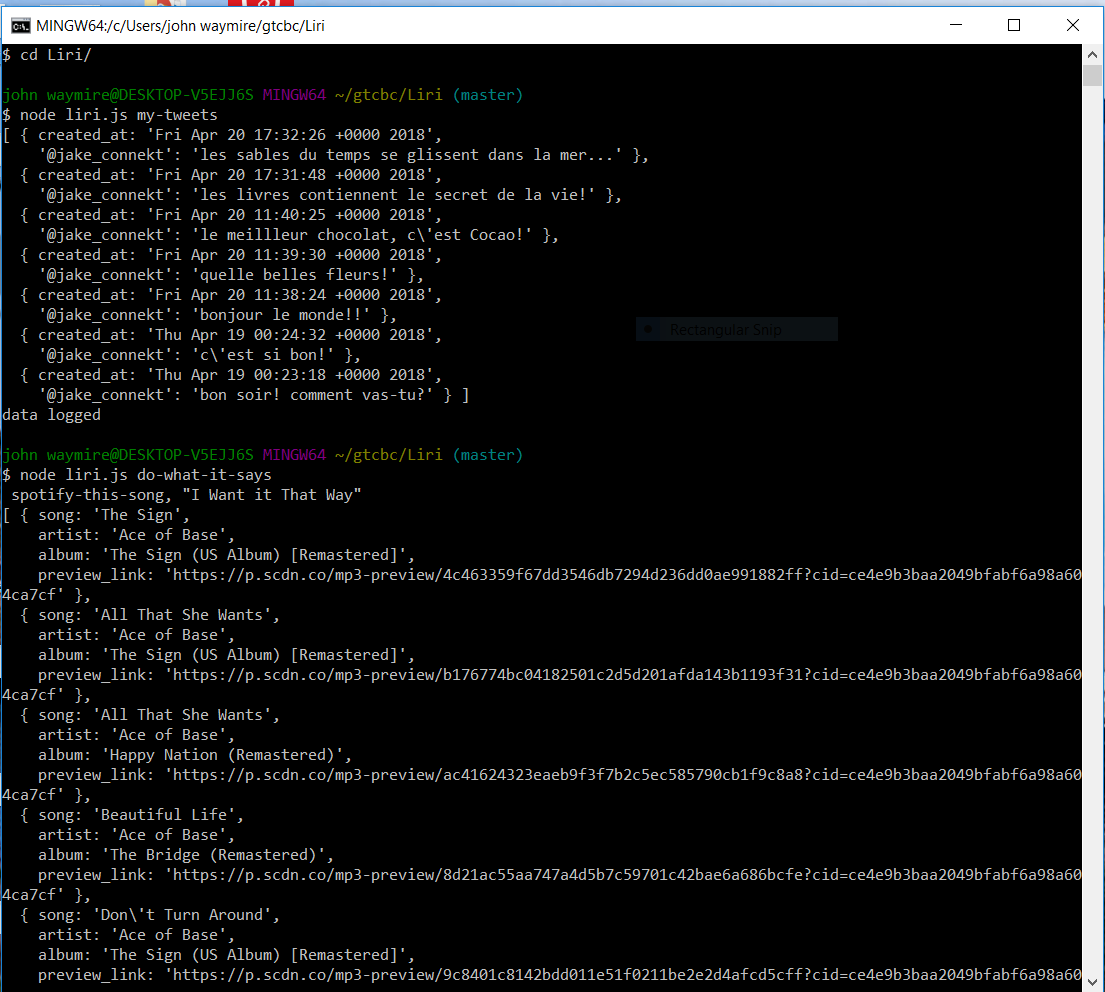 MINGW64:/c/Users/john waymire/gtcbc/Liri
$ cd Liri/
john waymire@DESKTOP-V5EJJ6S MINGW64 ~/gtcbc/Liri (master)
$ node liri.js my-tweets
[ { created_at: 'Fri Apr 20 17:32:26 +0000 2018',
'@jake_connekt': 'les sables du temps se glissent dans la mer...' },
{ created_at: 'Fri Apr 20 17:31:48 +0000 2018',
'@jake_connekt': 'les livres contiennent le secret de la vie!' },
{ created_at: 'Fri Apr 20 11:40:25 +0000 2018',
'@jake_connekt': 'le meillleur chocolat, c\'est Cocao!' },
{ created_at: 'Fri Apr 20 11:39:30 +0000 2018',
'@jake_connekt': 'quelle belles fleurs!' },
{ created_at: 'Fri Apr 20 11:38:24 +0000 2018',
'@jake_connekt': 'bonjour le monde!!' },
{ created_at: 'Thu Apr 19 00:24:32 +0000 2018',
'@jake_connekt': 'c\'est si bon!' },
{ created_at: 'Thu Apr 19 00:23:18 +0000 2018',
'@jake_connekt': 'bon soir! comment vas-tu?' } ]
Rectangular Snip
data logged
john waymire@DESKTOP-V5EJJ6S MINGW64 ~/gtcbc/Liri (master)
$ node liri.js do-what-it-says
spotify-this-song, "I Want it That Way"
[ { song: 'The Sign',
artist: 'Ace of Base',
album: 'The Sign (US Album) [Remastered]',
preview_link: 'https://p.scdn.co/mp3-preview/4c463359f67dd3546db7294d236dd0ae991882ff?cid=ce4e9b3baa2049bfabf6a98a60
4ca7cf' },
{ song: 'All That She Wants',
artist: 'Ace of Base',
album: 'The Sign (US Album) [Remastered]',
preview_link: 'https://p.scdn.co/mp3-preview/b176774bc04182501c2d5d201afda143b1193f31?cid=ce4e9b3baa2049bfabf6a98a60
4ca7cf' },
{ song: 'All That She Wants',
artist: 'Ace of Base',
album: 'Happy Nation (Remastered)',
preview_link: 'https://p.scdn.co/mp3-preview/ac41624323eaeb9f3f7b2c5ec585790cb1f9c8a8?cid=ce4e9b3baa2049bfabf6a98a60
4ca7cf' },
{ song: 'Beautiful Life',
artist: 'Ace of Base',
album: 'The Bridge (Remastered)',
preview_link: 'https://p.scdn.co/mp3-preview/8d21ac55aa747a4d5b7c59701c42bae6a686bcfe?cid=ce4e9b3baa2049bfabf6a98a60
4ca7cf' },
{ song: 'Don\'t Turn Around',
artist: 'Ace of Base',
album: 'The Sign (US Album) [Remastered]',
preview_link: 'https://p.scdn.co/mp3-preview/9c8401c8142bdd011e51f0211be2e2d4afcd5cff?cid=ce4e9b3baa2049bfabf6a98a60